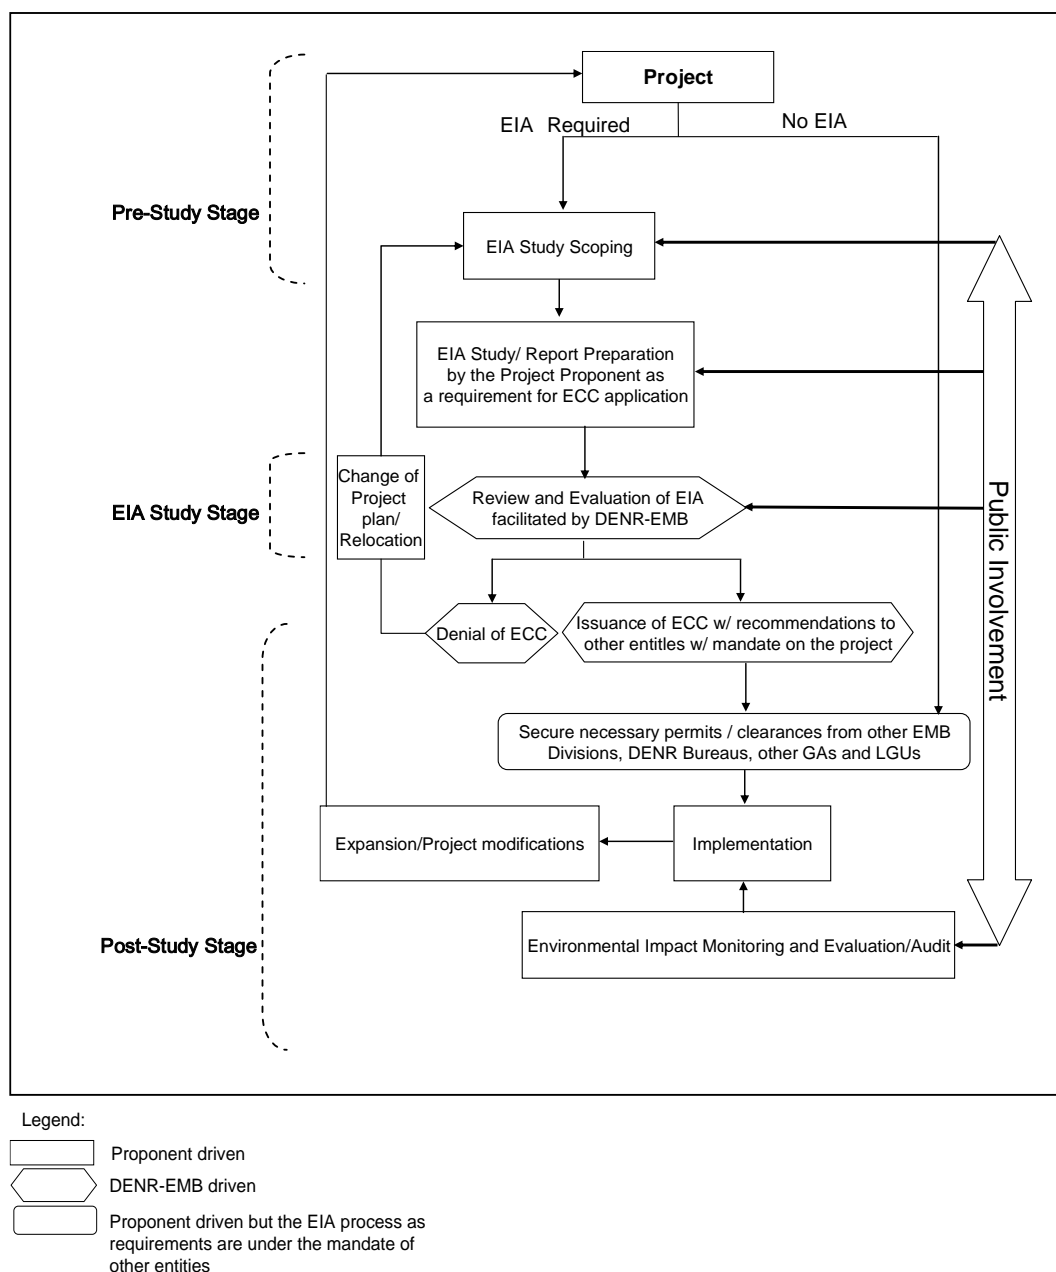 Project
EIA Required
No EIA
Pre-Study Stage
EIA Study Scoping
EIA Study/ Report Preparation
by the Project Proponent as
a requirement for ECC application
Change of
Project
plan/
Relocation
EIA Study Stage
Review and Evaluation of EIA
facilitated by DENR-EMB
Public Involvement
Denial of ECC
Issuance of ECC w/ recommendations to
other entitles w/ mandate on the project
Secure necessary permits / clearances from other EMB
Divisions, DENR Bureaus, other GAs and LGUs
Expansion/Project modifications
Implementation
Post-Study Stage
Environmental Impact Monitoring and Evaluation/Audit
Legend:
Proponent driven
DENR-EMB driven
Proponent driven but the EIA process as
requirements are under the mandate of
other entities